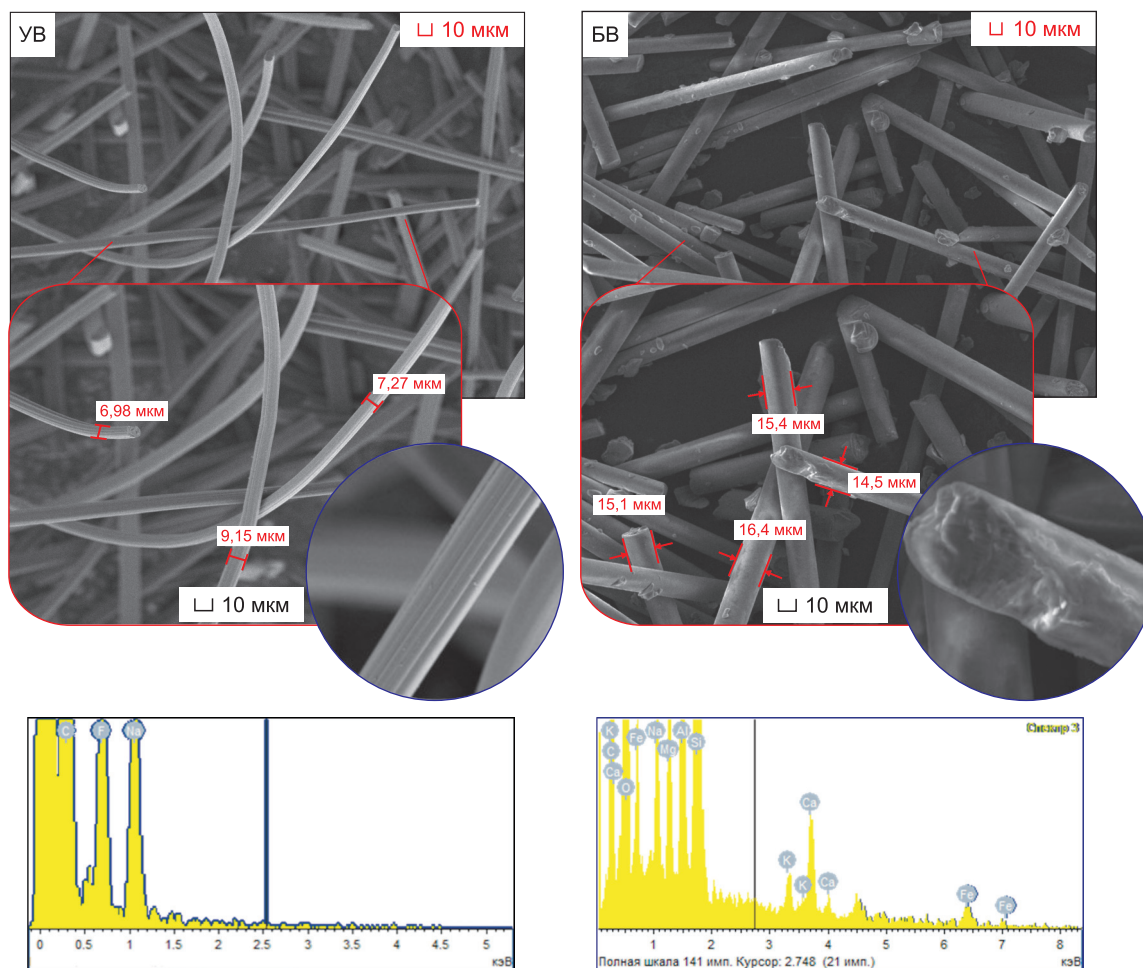 УВ
⊔ 10 мкм
6,98 мкм
7,27 мкм
9,15 мкм
⊔ 10 мкм
БВ
⊔ 10 мкм
15,4 мкм
14,5 мкм
15,1 мкм
16,4 мкм
⊔ 10 мкм
C F Na
0 0.5 1 1.5 2 2.5 3 3.5 4 4.5 5
кэВ
Спектр 3
K Fe Na Mg Al Si
C
Ca
O
Ca
K
K Ca
Fe Fe
1 2 3 4 5 6 7 8
Полная шкала 141 имп. Курсор: 2.748 (21 имп.) кэВ